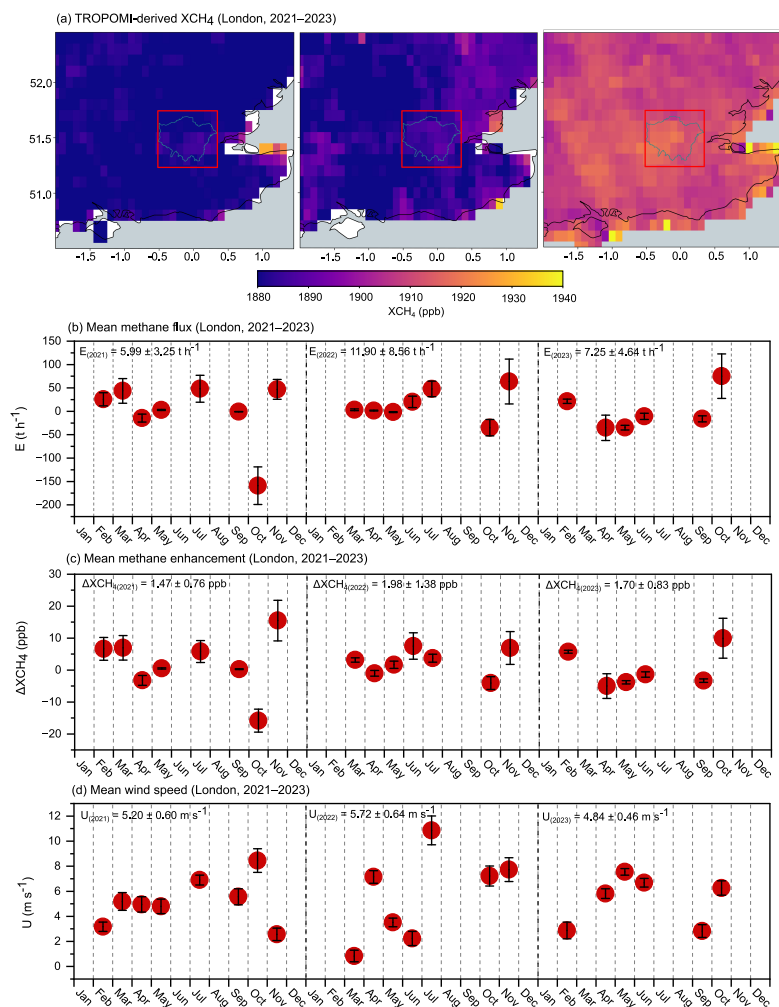 (a) TROPOMI-derived XCH₄ (London, 2021–2023)
52.0
51.5
51.0
-1.5 -1.0 -0.5 0.0 0.5 1.0
-1.5 -1.0 -0.5 0.0 0.5 1.0
-1.5 -1.0 -0.5 0.0 0.5 1.0
1880 1890 1900 1910 1920 1930 1940
XCH₄ (ppb)
(b) Mean methane flux (London, 2021–2023)
E₍₂₀₂₁₎ = 5.99 ± 3.25 t h⁻¹ E₍₂₀₂₂₎ = 11.90 ± 8.56 t h⁻¹ E₍₂₀₂₃₎ = 7.25 ± 4.64 t h⁻¹
E (t h⁻¹)
150
100
50
0
−50
−100
−150
−200
Jan Feb Mar Apr May Jun Jul Aug Sep Oct Nov Dec Jan Feb Mar Apr May Jun Jul Aug Sep Oct Nov Dec Jan Feb Mar Apr May Jun Jul Aug Sep Oct Nov Dec
(c) Mean methane enhancement (London, 2021–2023)
ΔXCH₄₍₂₀₂₁₎ = 1.47 ± 0.76 ppb ΔXCH₄₍₂₀₂₂₎ = 1.98 ± 1.38 ppb ΔXCH₄₍₂₀₂₃₎ = 1.70 ± 0.83 ppb
ΔXCH₄ (ppb)
30
20
10
0
−10
−20
Jan Feb Mar Apr May Jun Jul Aug Sep Oct Nov Dec Jan Feb Mar Apr May Jun Jul Aug Sep Oct Nov Dec Jan Feb Mar Apr May Jun Jul Aug Sep Oct Nov Dec
(d) Mean wind speed (London, 2021–2023)
U₍₂₀₂₁₎ = 5.20 ± 0.60 m s⁻¹ U₍₂₀₂₂₎ = 5.72 ± 0.64 m s⁻¹ U₍₂₀₂₃₎ = 4.84 ± 0.46 m s⁻¹
U (m s⁻¹)
12
10
8
6
4
2
0
Jan Feb Mar Apr May Jun Jul Aug Sep Oct Nov Dec Jan Feb Mar Apr May Jun Jul Aug Sep Oct Nov Dec Jan Feb Mar Apr May Jun Jul Aug Sep Oct Nov Dec